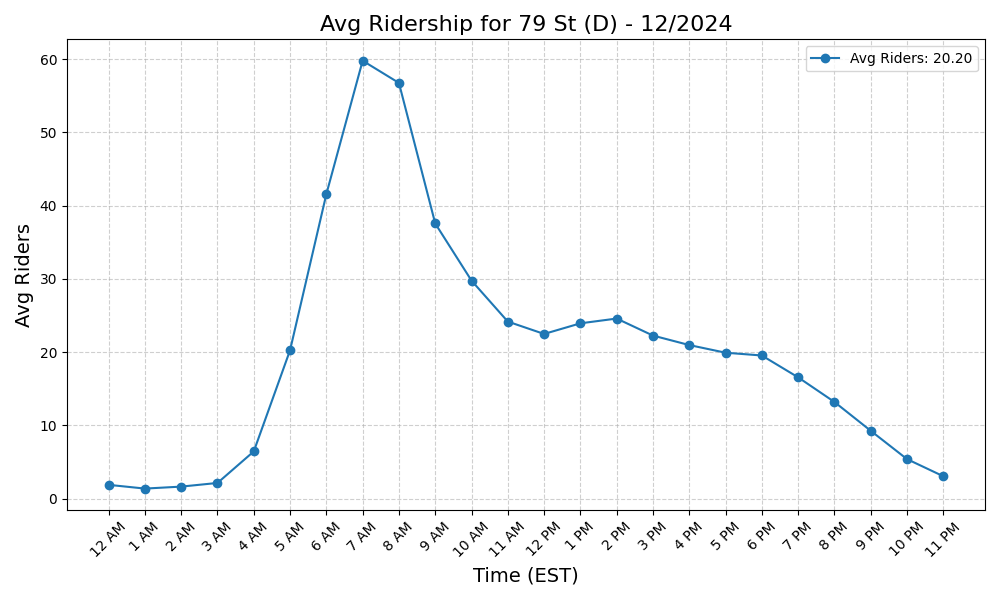 Avg Ridership for 79 St (D) - 12/2024
Avg Riders: 20.20
Avg Riders
60
50
40
30
20
10
0
12 AM
1 AM
2 AM
3 AM
4 AM
5 AM
6 AM
7 AM
8 AM
9 AM
10 AM
11 AM
12 PM
1 PM
2 PM
3 PM
4 PM
5 PM
6 PM
7 PM
8 PM
9 PM
10 PM
11 PM
Time (EST)